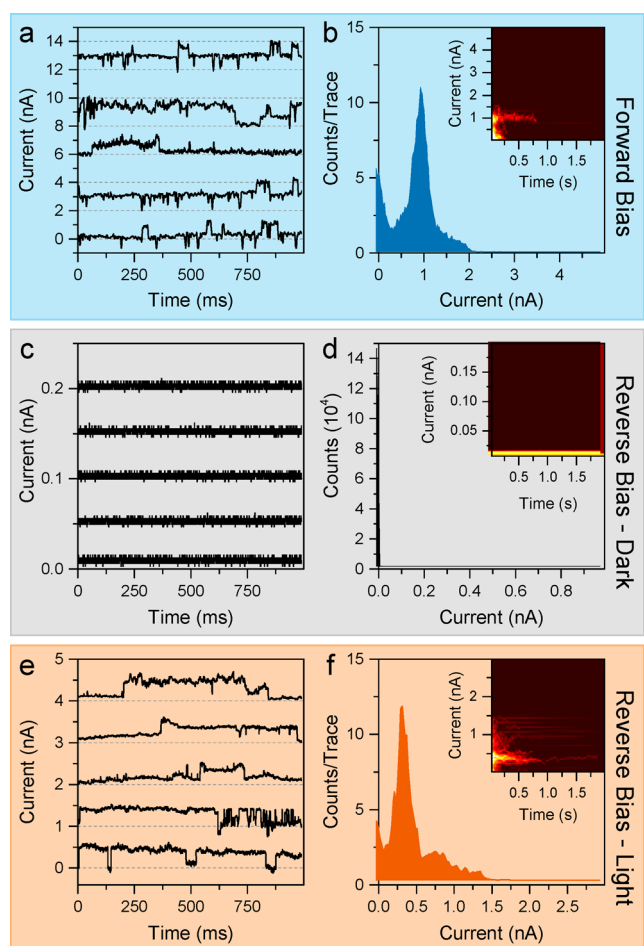 a
Current (nA)
14
12
10
8
6
4
2
0
0
250
500
750
Time (ms)
b
Counts/Trace
15
10
5
0
0
1
2
3
4
Current (nA)
Current (nA)
4
3
2
1
0.5
1.0
1.5
Time (s)
Forward Bias
c
Current (nA)
0.2
0.1
0.0
0
250
500
750
Time (ms)
d
Counts (10⁴)
14
12
10
8
6
4
2
0
0.0
0.2
0.4
0.6
0.8
Current (nA)
Current (nA)
0.20
0.15
0.10
0.05
0.5
1.0
1.5
Time (s)
Reverse Bias - Dark
e
Current (nA)
5
4
3
2
1
0
0
250
500
750
Time (ms)
f
Counts/Trace
15
10
5
0
0.0
0.5
1.0
1.5
2.0
2.5
Current (nA)
Current (nA)
2
1
0.5
1.0
1.5
Time (s)
Reverse Bias - Light